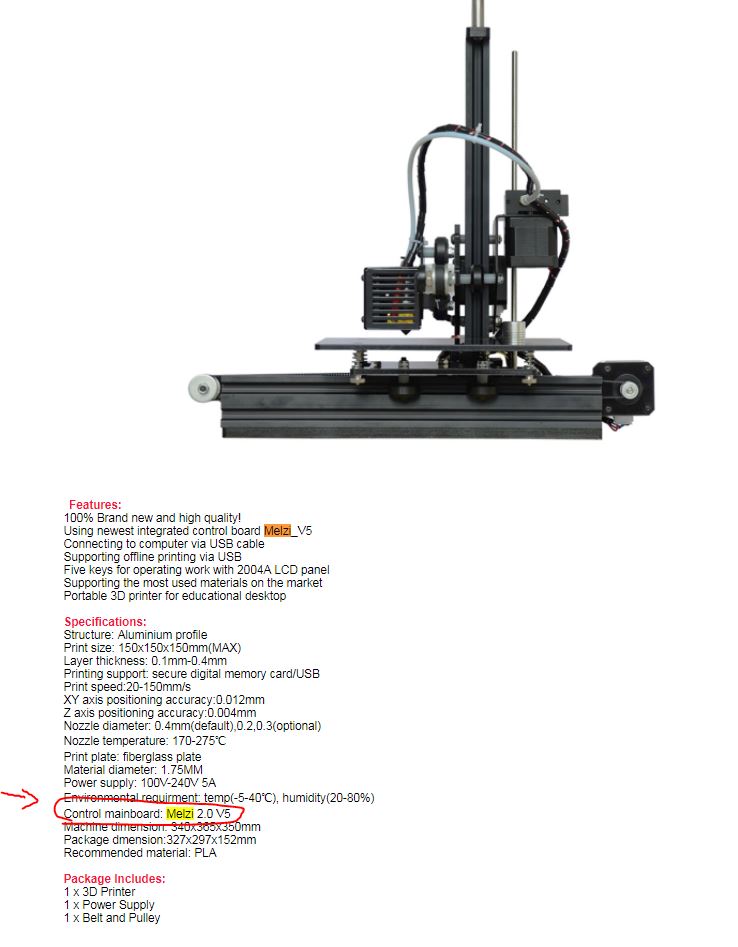 Features:
100% Brand new and high quality!
Using newest integrated control board Melzi_V5
Connecting to computer via USB cable
Supporting offline printing via USB
Five keys for operating work with 2004A LCD panel
Supporting the most used materials on the market
Portable 3D printer for educational desktop
Specifications:
Structure: Aluminium profile
Print size: 150x150x150mm(MAX)
Layer thickness: 0.1mm-0.4mm
Printing support: secure digital memory card/USB
Print speed:20-150mm/s
XY axis positioning accuracy:0.012mm
Z axis positioning accuracy:0.004mm
Nozzle diameter: 0.4mm(default),0.2,0.3(optional)
Nozzle temperature: 170-275℃
Print plate: fiberglass plate
Material diameter: 1.75MM
Power supply: 100V-240V 5A
Environmental requirment: temp(-5-40℃), humidity(20-80%)
Control mainboard: Melzi 2.0 V5
Machine dimension: 340x365x350mm
Package dmension:327x297x152mm
Recommended material: PLA
Package Includes:
1 x 3D Printer
1 x Power Supply
1 x Belt and Pulley